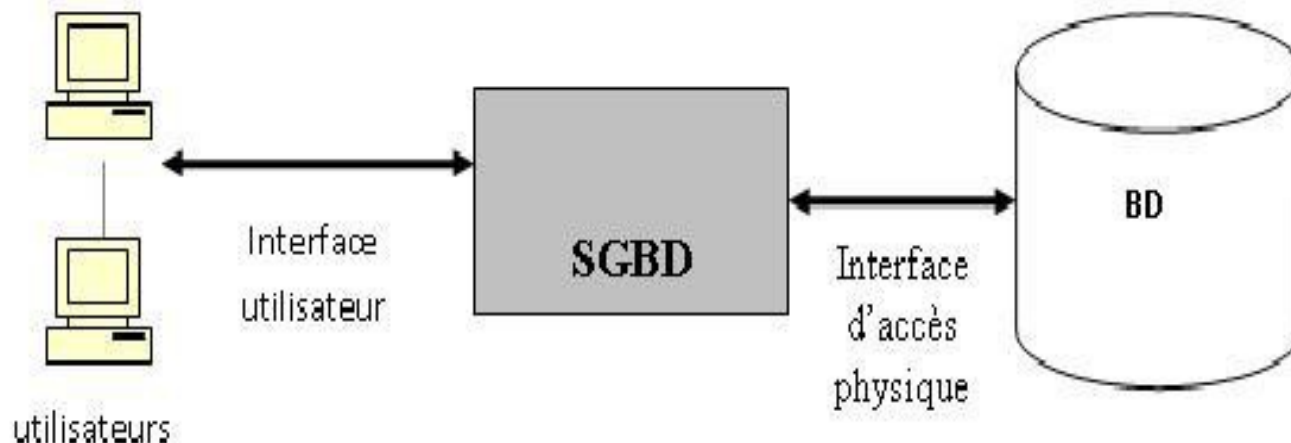 utilisateurs
Interface
utilisateur
SGBD
Interface
d'accès
physique
BD